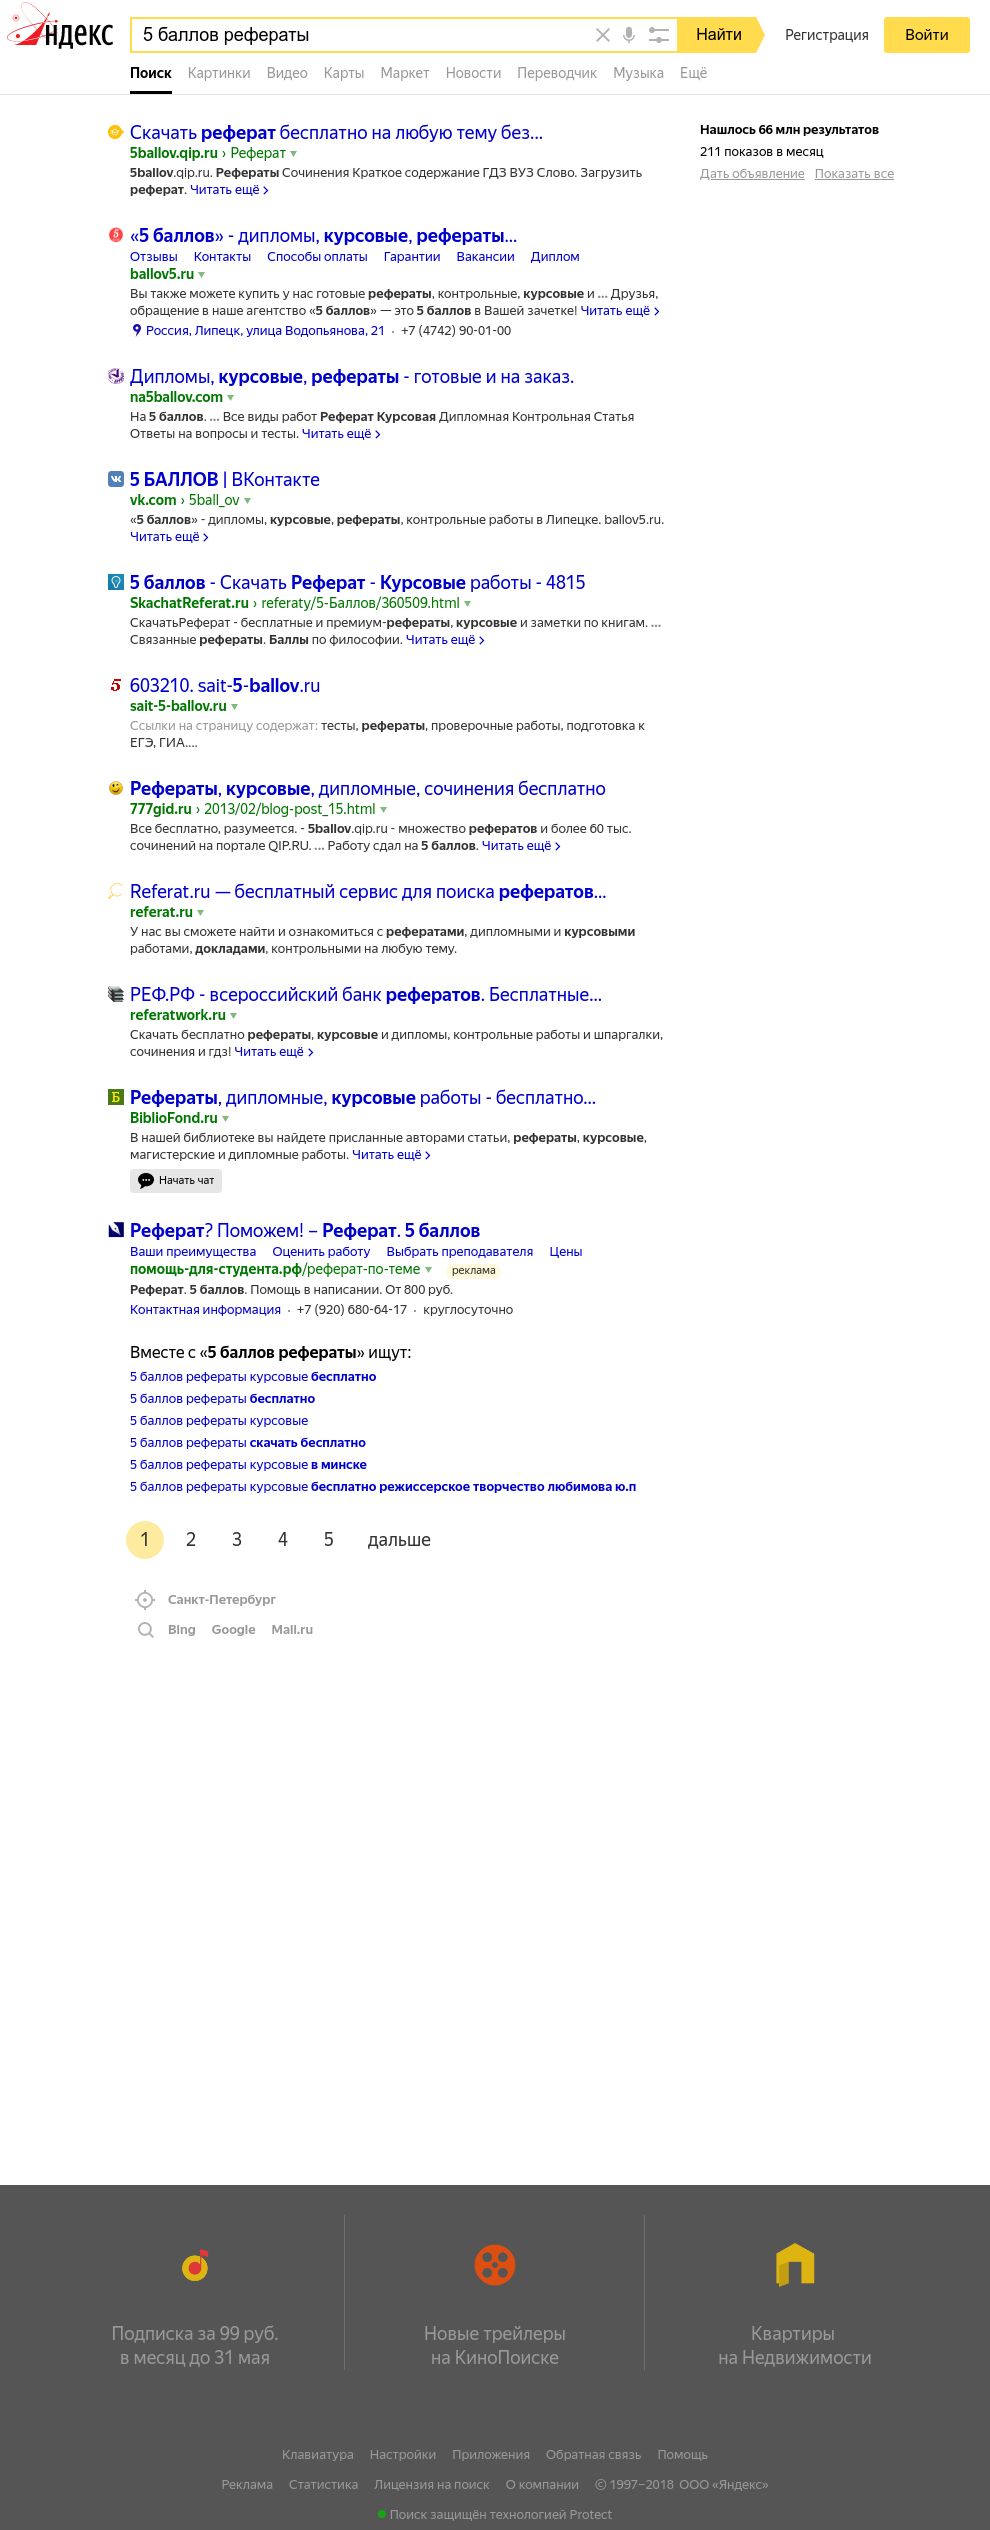 Яндекс
5 баллов рефераты
Найти
Регистрация
Войти
Поиск Картинки Видео Карты Маркет Новости Переводчик Музыка Ещё
Скачать реферат бесплатно на любую тему без...
5ballov.qip.ru › Реферат
5ballov.qip.ru. Рефераты Сочинения Краткое содержание ГДЗ ВУЗ Слово. Загрузить
реферат. Читать ещё
Нашлось 66 млн результатов
211 показов в месяц
Дать объявление Показать все
«5 баллов» - дипломы, курсовые, рефераты...
Отзывы Контакты Способы оплаты Гарантии Вакансии Диплом
ballov5.ru
Вы также можете купить у нас готовые рефераты, контрольные, курсовые и ... Друзья,
обращение в наше агентство «5 баллов» — это 5 баллов в Вашей зачетке! Читать ещё
Россия, Липецк, улица Водопьянова, 21 · +7 (4742) 90-01-00
Дипломы, курсовые, рефераты - готовые и на заказ.
na5ballov.com
На 5 баллов. ... Все виды работ Реферат Курсовая Дипломная Контрольная Статья
Ответы на вопросы и тесты. Читать ещё
5 БАЛЛОВ | ВКонтакте
vk.com › 5ball_ov
«5 баллов» - дипломы, курсовые, рефераты, контрольные работы в Липецке. ballov5.ru.
Читать ещё
5 баллов - Скачать Реферат - Курсовые работы - 4815
SkachatReferat.ru › referaty/5-Баллов/360509.html
СкачатьРеферат - бесплатные и премиум-рефераты, курсовые и заметки по книгам. ...
Связанные рефераты. Баллы по философии. Читать ещё
603210. sait-5-ballov.ru
sait-5-ballov.ru
Ссылки на страницу содержат: тесты, рефераты, проверочные работы, подготовка к
ЕГЭ, ГИА....
Рефераты, курсовые, дипломные, сочинения бесплатно
777gid.ru › 2013/02/blog-post_15.html
Все бесплатно, разумеется. - 5ballov.qip.ru - множество рефератов и более 60 тыс.
сочинений на портале QIP.RU. ... Работу сдал на 5 баллов. Читать ещё
Referat.ru — бесплатный сервис для поиска рефератов...
referat.ru
У нас вы сможете найти и ознакомиться с рефератами, дипломными и курсовыми
работами, докладами, контрольными на любую тему.
РЕФ.РФ - всероссийский банк рефератов. Бесплатные...
referatwork.ru
Скачать бесплатно рефераты, курсовые и дипломы, контрольные работы и шпаргалки,
сочинения и гдз! Читать ещё
Рефераты, дипломные, курсовые работы - бесплатно...
BiblioFond.ru
В нашей библиотеке вы найдете присланные авторами статьи, рефераты, курсовые,
магистерские и дипломные работы. Читать ещё
Начать чат
Реферат? Поможем! – Реферат. 5 баллов
Ваши преимущества Оценить работу Выбрать преподавателя Цены
помощь-для-студента.рф/реферат-по-теме реклама
Реферат. 5 баллов. Помощь в написании. От 800 руб.
Контактная информация · +7 (920) 680-64-17 · круглосуточно
Вместе с «5 баллов рефераты» ищут:
5 баллов рефераты курсовые бесплатно
5 баллов рефераты бесплатно
5 баллов рефераты курсовые
5 баллов рефераты скачать бесплатно
5 баллов рефераты курсовые в минске
5 баллов рефераты курсовые бесплатно режиссерское творчество любимова ю.п
1 2 3 4 5 дальше
Санкт-Петербург
Bing Google Mail.ru
Подписка за 99 руб.
в месяц до 31 мая
Новые трейлеры
на КиноПоиске
Квартиры
на Недвижимости
Клавиатура Настройки Приложения Обратная связь Помощь
Реклама Статистика Лицензия на поиск О компании © 1997–2018 ООО «Яндекс»
Поиск защищён технологией Protect